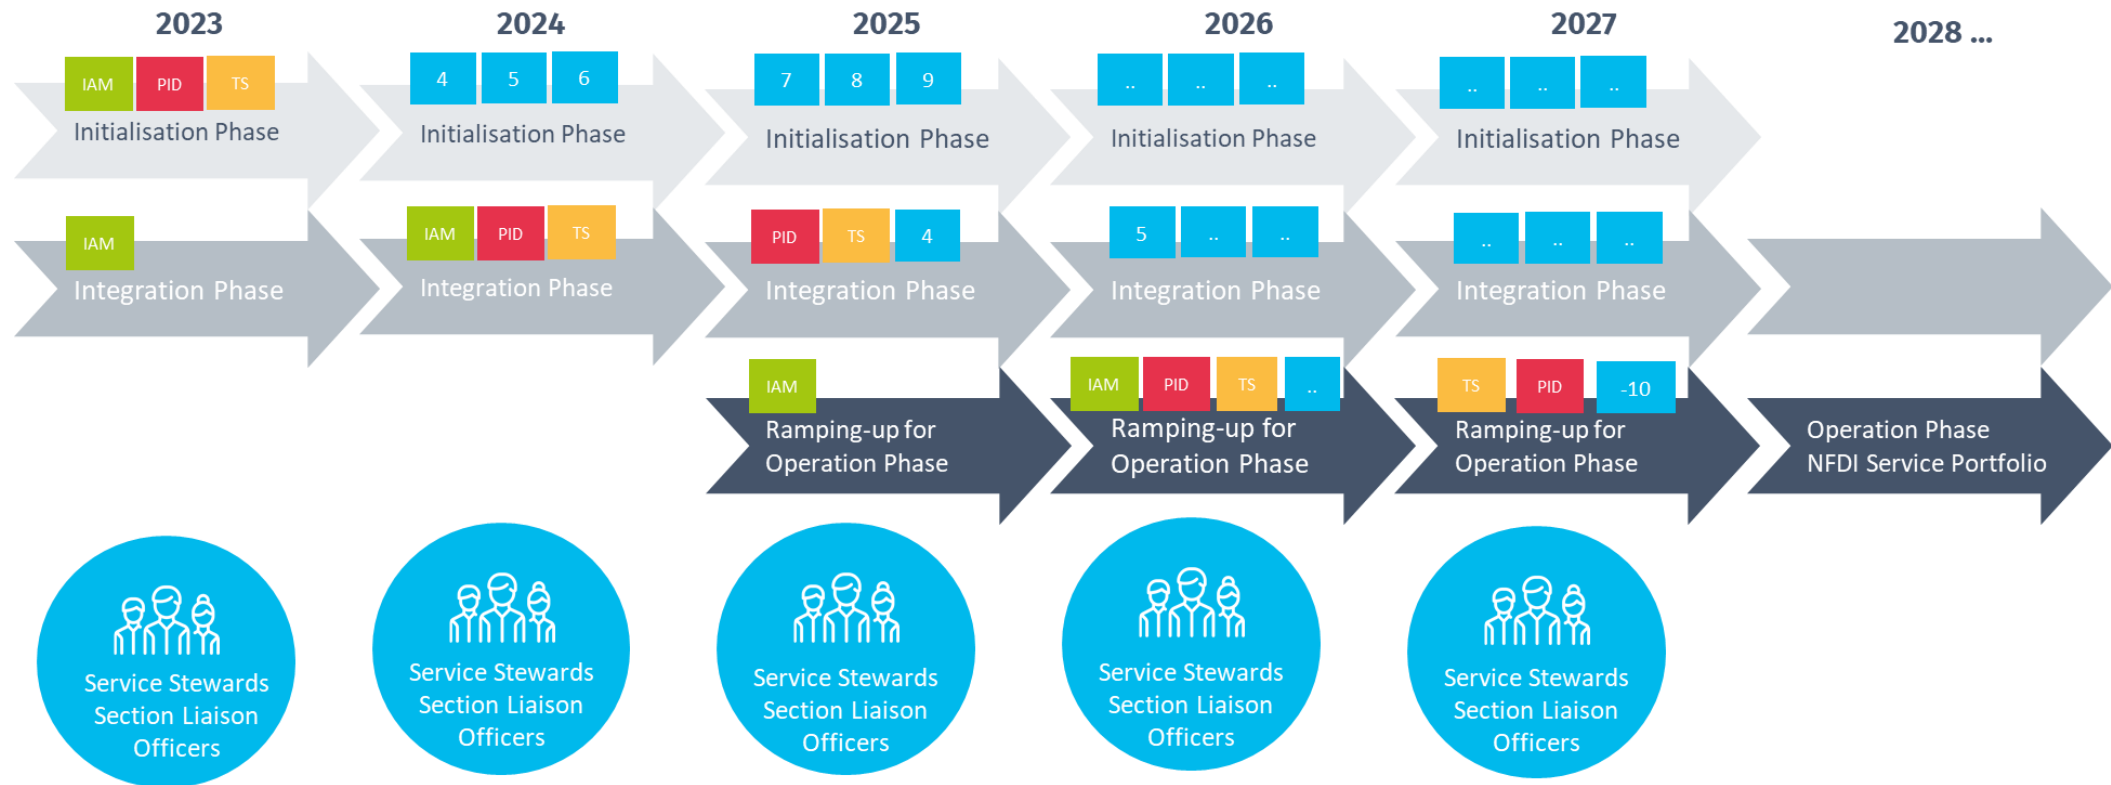 2023
2024
2025
2026
2027
2028 ...
IAM PID TS
4 5 6
7 8 9
.. .. ..
.. .. ..
Initialisation Phase
Initialisation Phase
Initialisation Phase
Initialisation Phase
Initialisation Phase
IAM
IAM PID TS
PID TS 4
5 .. ..
.. .. ..
Integration Phase
Integration Phase
Integration Phase
Integration Phase
Integration Phase
IAM
Ramping-up for
Operation Phase
IAM PID TS ..
Ramping-up for
Operation Phase
TS PID -10
Ramping-up for
Operation Phase
Operation Phase
NFDI Service Portfolio
Service Stewards
Section Liaison
Officers
Service Stewards
Section Liaison
Officers
Service Stewards
Section Liaison
Officers
Service Stewards
Section Liaison
Officers
Service Stewards
Section Liaison
Officers